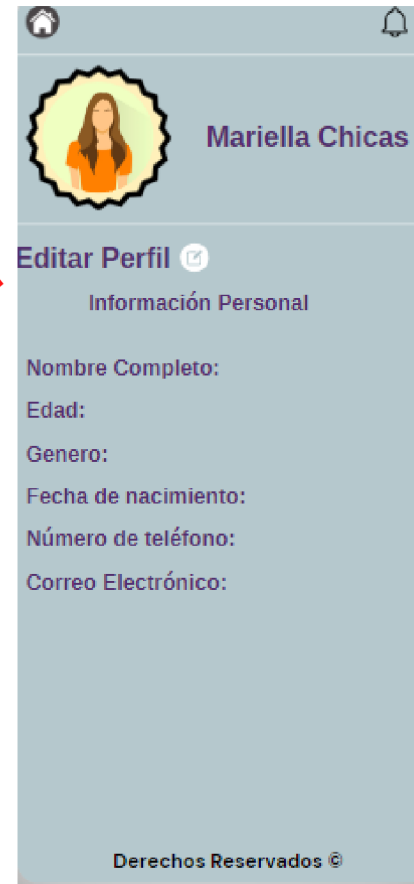 Mariella Chicas
Editar Perfil
Información Personal
Nombre Completo:
Edad:
Genero:
Fecha de nacimiento:
Número de teléfono:
Correo Electrónico:
Derechos Reservados ©